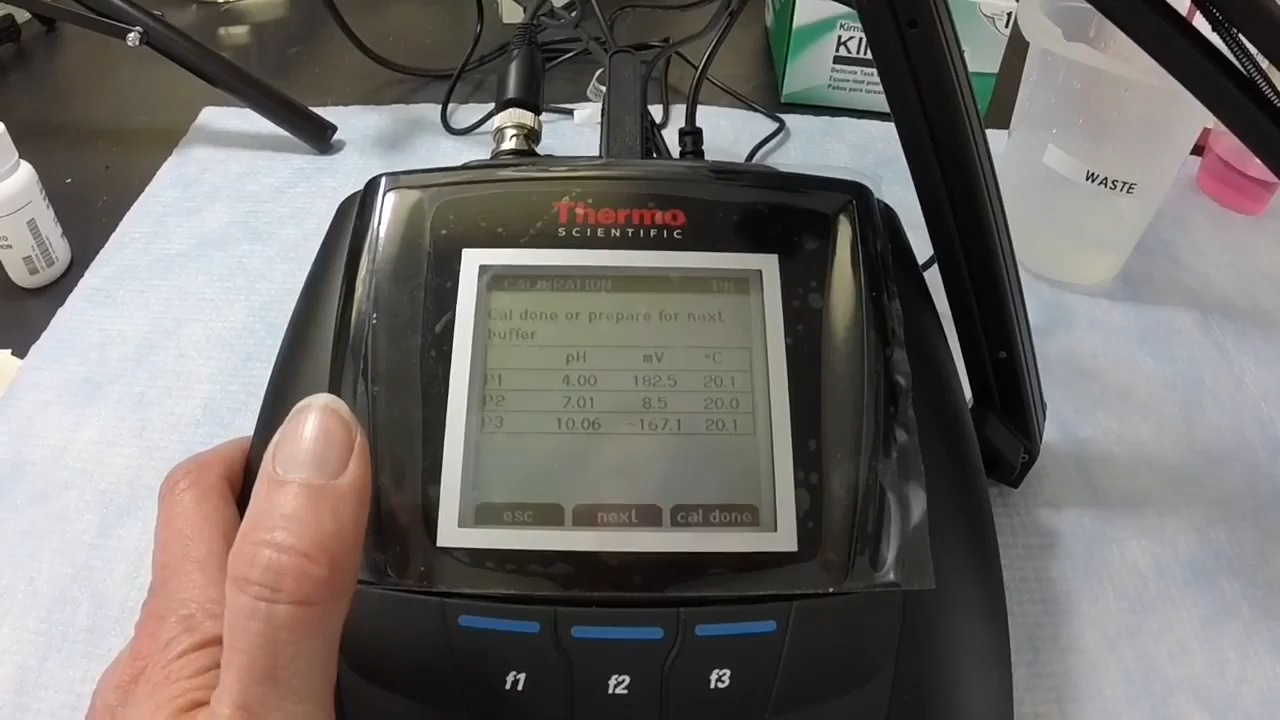 Thermo
SCIENTIFIC
CALIBRATION PH
Cal done or prepare for next
buffer
pH mV °C
P1 4.00 182.5 20.1
P2 7.01 8.5 20.0
P3 10.06 -167.1 20.1
esc next cal done
f1 f2 f3
WASTE
Delicate Task